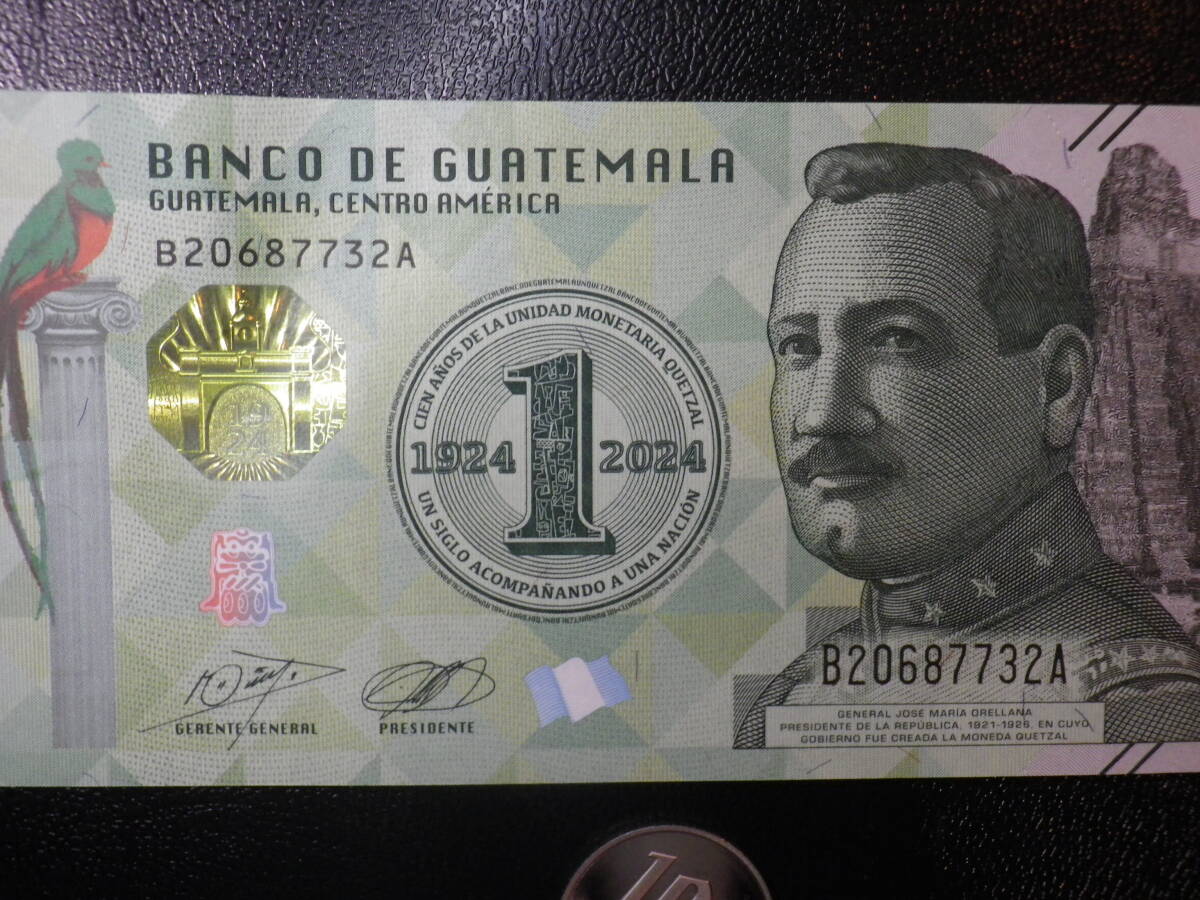 BANCO DE GUATEMALA
GUATEMALA, CENTRO AMÉRICA
B20687732A
CIEN AÑOS DE LA UNIDAD MONETARIA QUETZAL
1
1924 2024
UN SIGLO ACOMPAÑANDO A UNA NACIÓN
GERENTE GENERAL
PRESIDENTE
B20687732A
GENERAL JOSÉ MARÍA ORELLANA
PRESIDENTE DE LA REPÚBLICA, 1921-1926, EN CUYO
GOBIERNO FUE CREADA LA MONEDA QUETZAL